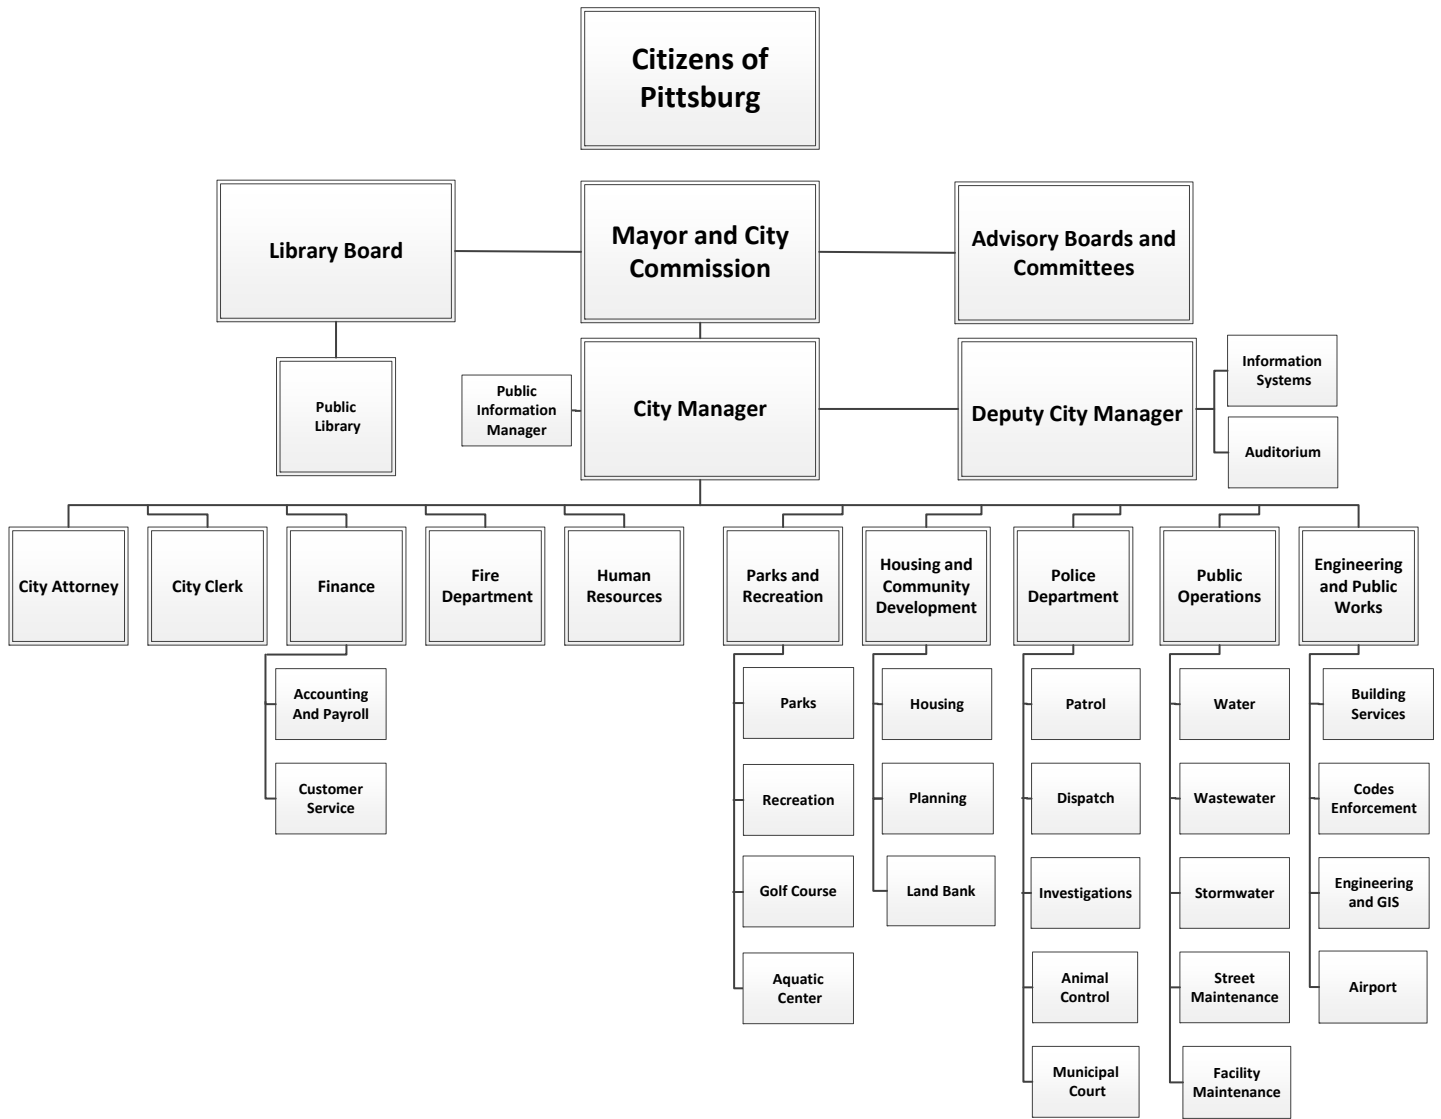 Citizens of
Pittsburg
Library Board
Mayor and City
Commission
Advisory Boards and
Committees
Public
Library
Public
Information
Manager
City Manager
Deputy City Manager
Information
Systems
Auditorium
City Attorney
City Clerk
Finance
Fire
Department
Human
Resources
Parks and
Recreation
Housing and
Community
Development
Police
Department
Public
Operations
Engineering
and Public
Works
Accounting
And Payroll
Customer
Service
Parks
Recreation
Golf Course
Aquatic
Center
Housing
Planning
Land Bank
Patrol
Dispatch
Investigations
Animal
Control
Municipal
Court
Water
Wastewater
Stormwater
Street
Maintenance
Facility
Maintenance
Building
Services
Codes
Enforcement
Engineering
and GIS
Airport